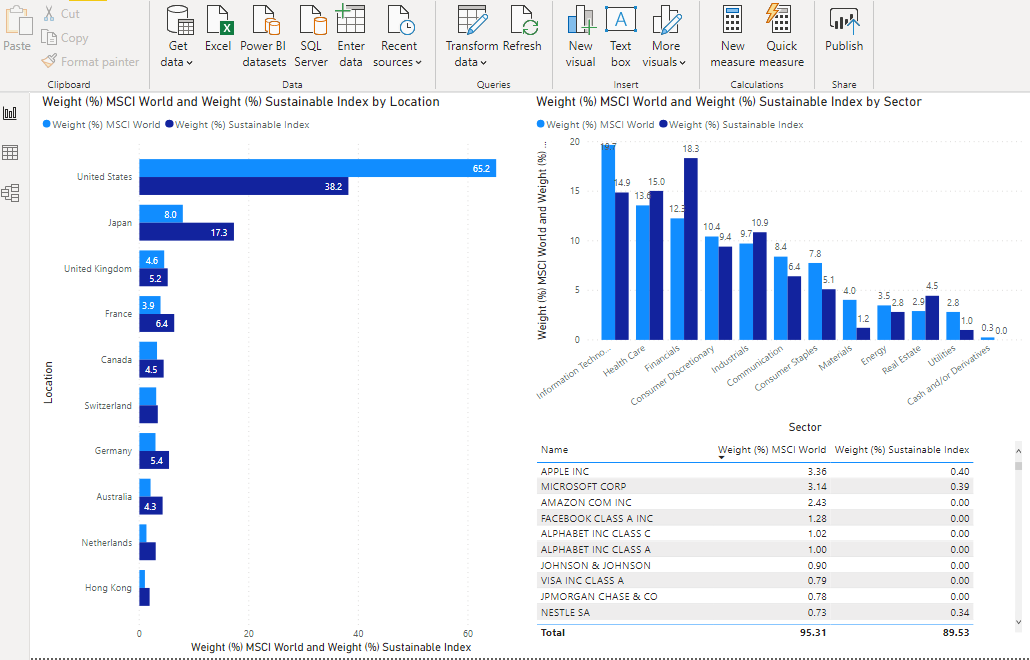 Paste
Cut
Copy
Format painter
Get data
Excel
Power BI datasets
SQL Server
Enter data
Recent sources
Transform data
Refresh
New visual
Text box
More visuals
New measure
Quick measure
Publish
Clipboard
Data
Queries
Insert
Calculations
Share
Weight (%) MSCI World and Weight (%) Sustainable Index by Location
Weight (%) MSCI World Weight (%) Sustainable Index
Location
United States 65.2 38.2
Japan 8.0 17.3
United Kingdom 4.6 5.2
France 3.9 6.4
Canada 4.5
Switzerland
Germany 5.4
Australia 4.3
Netherlands
Hong Kong
0 20 40 60
Weight (%) MSCI World and Weight (%) Sustainable Index
Weight (%) MSCI World and Weight (%) Sustainable Index by Sector
Weight (%) MSCI World Weight (%) Sustainable Index
Weight (%) MSCI World and Weight (%) ...
20
15
10
5
0
19.7 14.9
13.6 15.0
12.3 18.3
10.4 9.4
9.7 10.9
8.4 6.4
7.8 5.1
4.0 1.2
3.5 2.8
2.9 4.5
2.8 1.0
0.3 0.0
Information Techno...
Health Care
Financials
Consumer Discretionary
Industrials
Communication
Consumer Staples
Materials
Energy
Real Estate
Utilities
Cash and/or Derivatives
Sector
Name Weight (%) MSCI World Weight (%) Sustainable Index
APPLE INC 3.36 0.40
MICROSOFT CORP 3.14 0.39
AMAZON COM INC 2.43 0.00
FACEBOOK CLASS A INC 1.28 0.00
ALPHABET INC CLASS C 1.02 0.00
ALPHABET INC CLASS A 1.00 0.00
JOHNSON & JOHNSON 0.90 0.00
VISA INC CLASS A 0.79 0.00
JPMORGAN CHASE & CO 0.78 0.00
NESTLE SA 0.73 0.34
Total 95.31 89.53